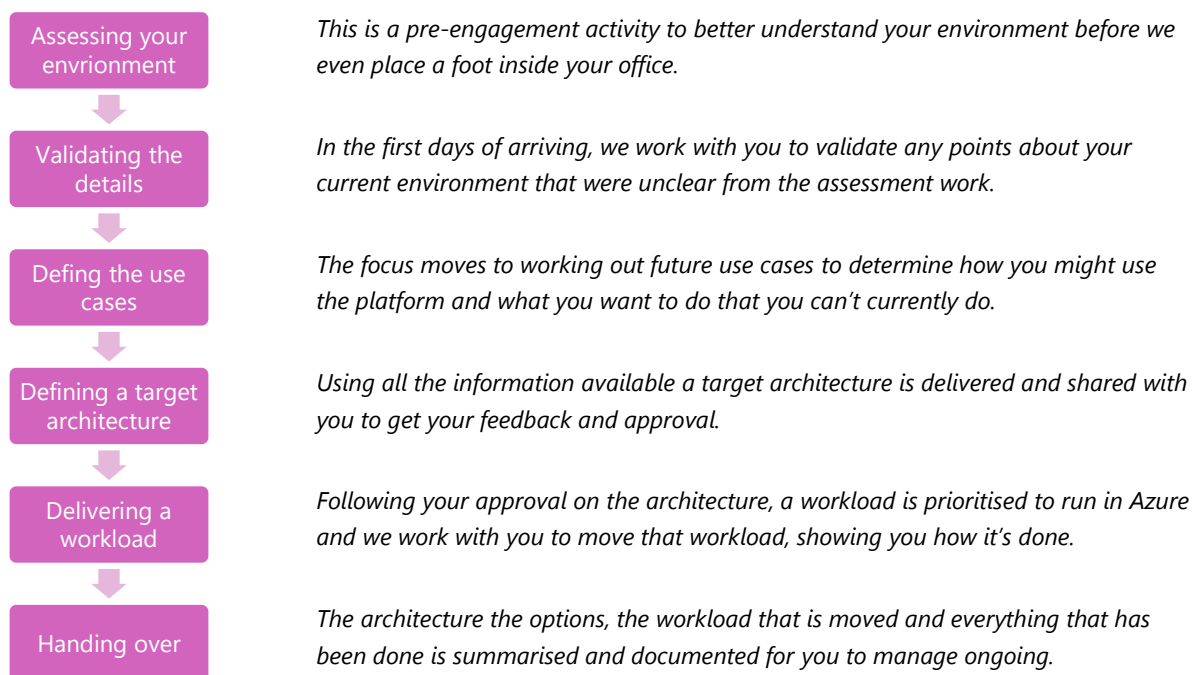 Assessing your
envrionment
This is a pre-engagement activity to better understand your environment before we
even place a foot inside your office.
Validating the
details
In the first days of arriving, we work with you to validate any points about your
current environment that were unclear from the assessment work.
Defing the use
cases
The focus moves to working out future use cases to determine how you might use
the platform and what you want to do that you can't currently do.
Defining a target
architecture
Using all the information available a target architecture is delivered and shared with
you to get your feedback and approval.
Delivering a
workload
Following your approval on the architecture, a workload is prioritised to run in Azure
and we work with you to move that workload, showing you how it's done.
Handing over
The architecture the options, the workload that is moved and everything that has
been done is summarised and documented for you to manage ongoing.